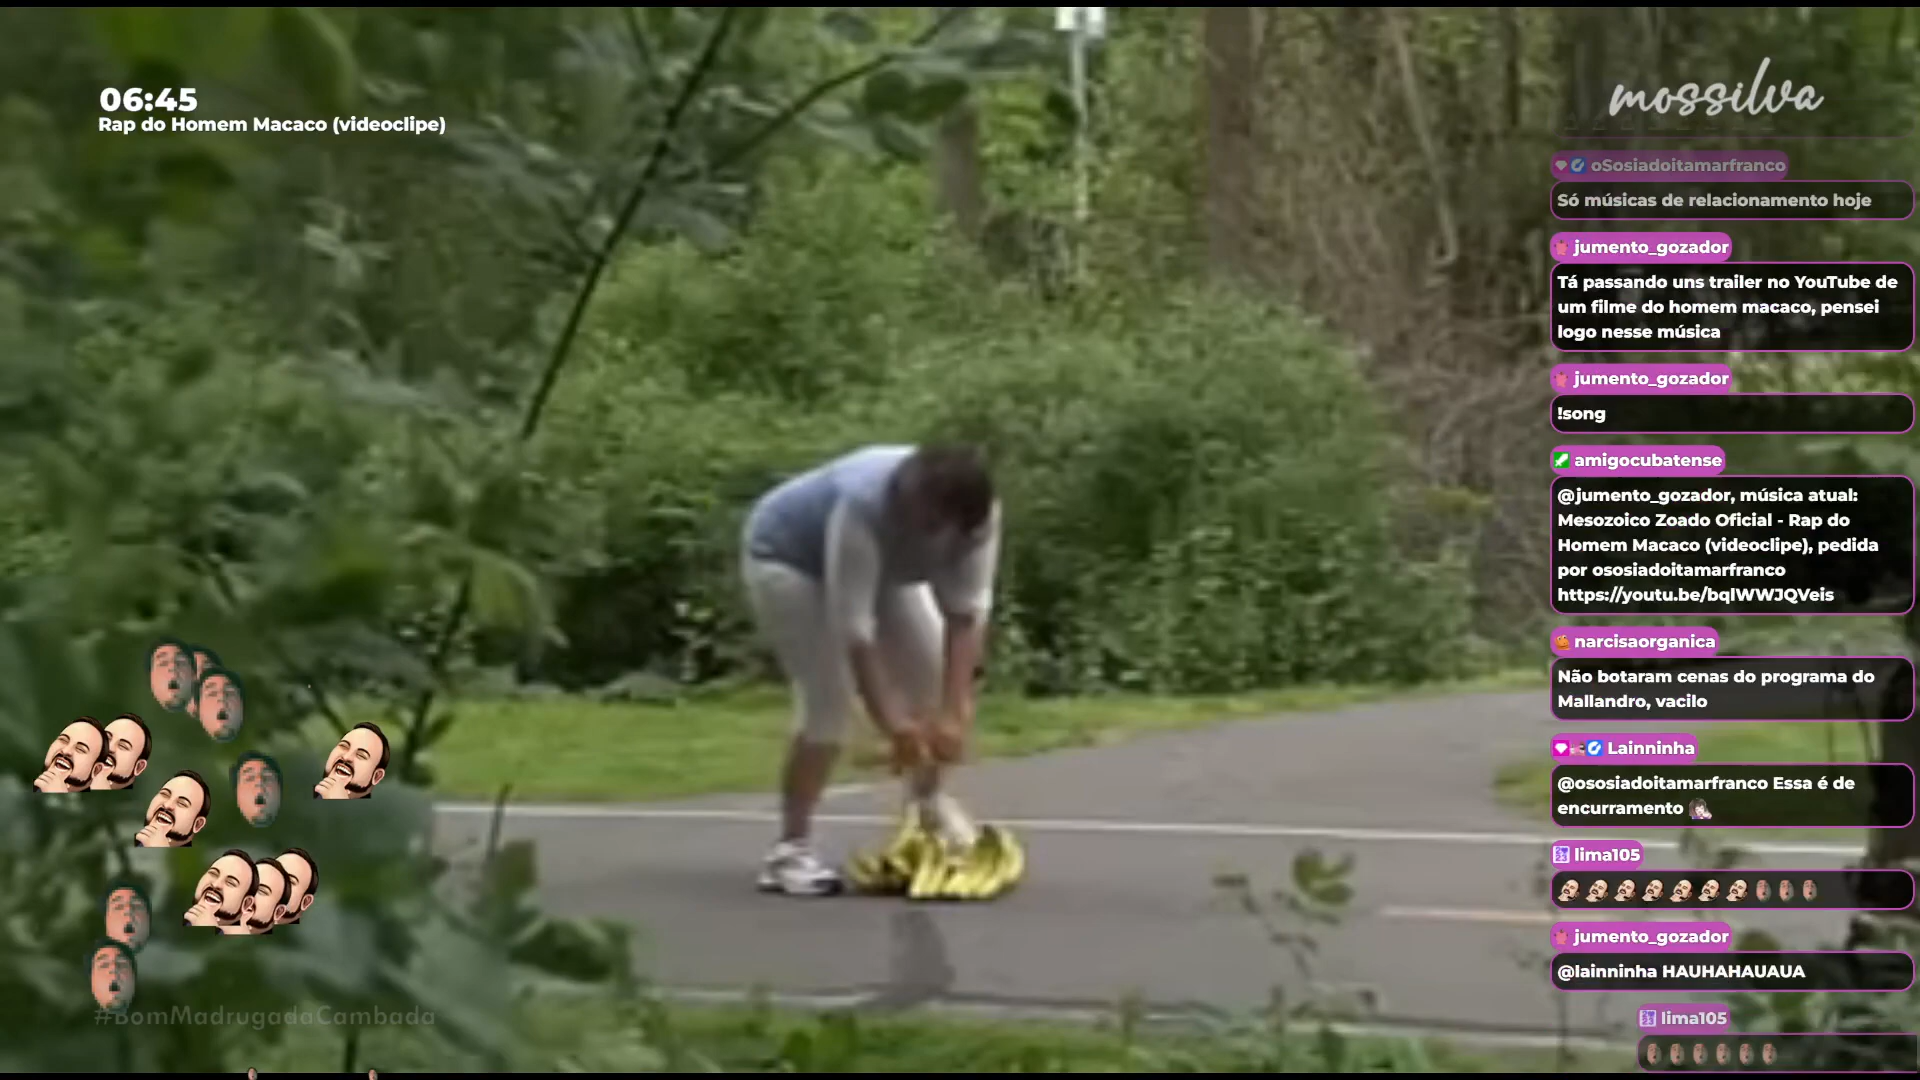 06:45
Rap do Homem Macaco (videoclipe)
mossilva
oSosiadoitamarfranco
Só músicas de relacionamento hoje
jumento_gozador
Tá passando uns trailer no YouTube de
um filme do homem macaco, pensei
logo nesse música
jumento_gozador
!song
amigocubatense
@jumento_gozador, música atual:
Mesozoico Zoado Oficial - Rap do
Homem Macaco (videoclipe), pedida
por ososiadoitamarfranco
https://youtu.be/bqlWWJQVeis
narcisaorganica
Não botaram cenas do programa do
Mallandro, vacilo
Lainninha
@ososiadoitamarfranco Essa é de
encurramento
lima105
jumento_gozador
@lainninha HAUHAHAUAUA
lima105
#BomMadrugadaCambada